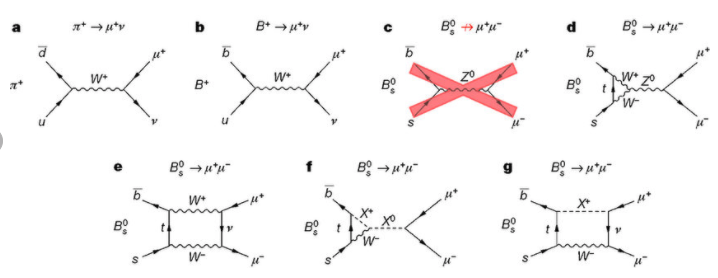 a π⁺ → μ⁺ν
d̅ μ⁺
π⁺ W⁺
u ν
b B⁺ → μ⁺ν
b̅ μ⁺
B⁺ W⁺
u ν
c B⁰ₛ ↛ μ⁺μ⁻
b̅ μ⁺
B⁰ₛ Z⁰
s μ⁻
d B⁰ₛ → μ⁺μ⁻
b̅ μ⁺
B⁰ₛ t W⁺ Z⁰
W⁻
s μ⁻
e B⁰ₛ → μ⁺μ⁻
b̅ W⁺ μ⁺
B⁰ₛ t ν
s W⁻ μ⁻
f B⁰ₛ → μ⁺μ⁻
b̅ μ⁺
X⁺ X⁰
B⁰ₛ t
W⁻
s μ⁻
g B⁰ₛ → μ⁺μ⁻
b̅ X⁺ μ⁺
B⁰ₛ t ν
s W⁻ μ⁻